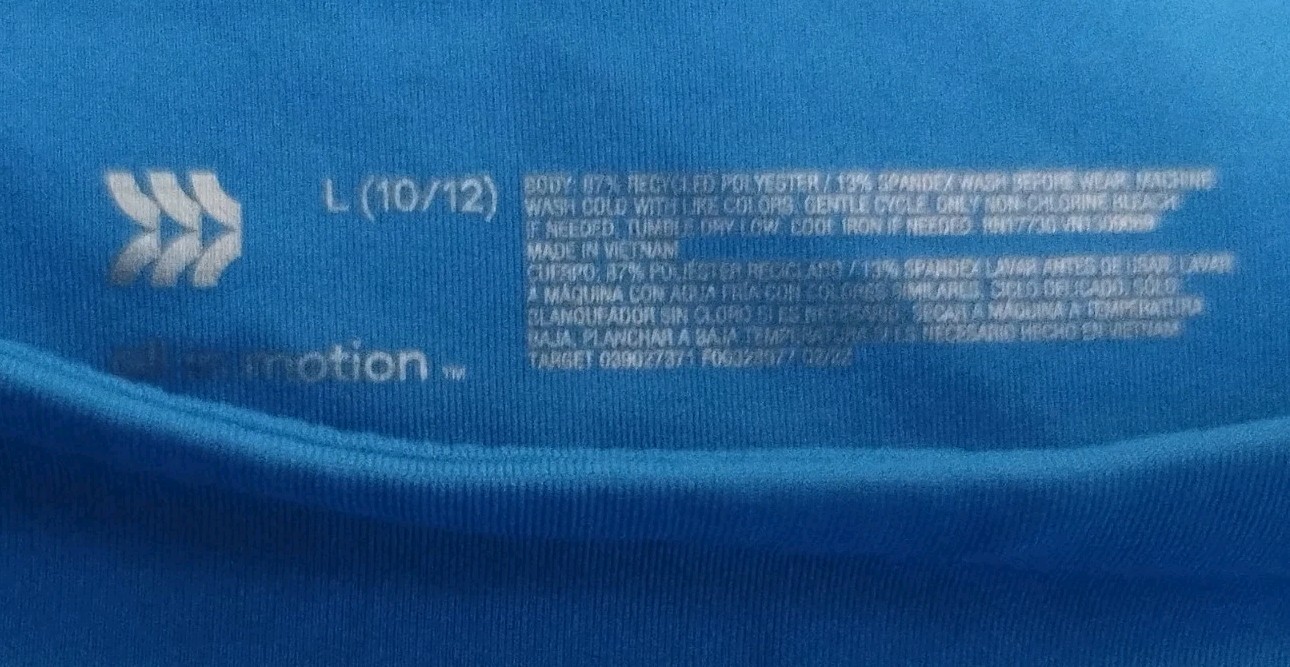 L (10/12)
motion ™
BODY: 87% RECYCLED POLYESTER / 13% SPANDEX WASH BEFORE WEAR. MACHINE
WASH COLD WITH LIKE COLORS. GENTLE CYCLE. ONLY NON-CHLORINE BLEACH
IF NEEDED. TUMBLE DRY LOW. COOL IRON IF NEEDED. RN17730
MADE IN VIETNAM
CUERPO: 87% POLIÉSTER RECICLADO / 13% SPANDEX LAVAR ANTES DE USAR. LAVAR
A MÁQUINA CON AGUA FRÍA CON COLORES SIMILARES. CICLO DELICADO. SÓLO
BLANQUEADOR SIN CLORO SI ES NECESARIO. SECAR A MÁQUINA A TEMPERATURA
BAJA. PLANCHAR A BAJA TEMPERATURA SI ES NECESARIO HECHO EN VIETNAM
TARGET 039027371